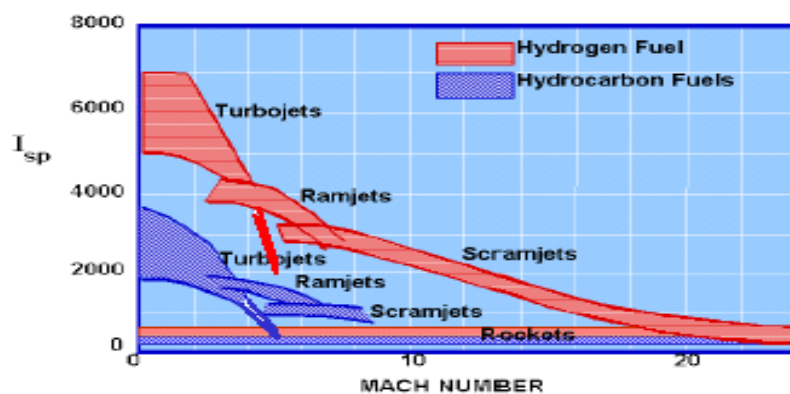 8000
Hydrogen Fuel
Hydrocarbon Fuels
6000
Turbojets
I sp
4000
Ramjets
Scramjets
Turbojets
2000
Ramjets
Scramjets
Rockets
0
0 10 20
MACH NUMBER